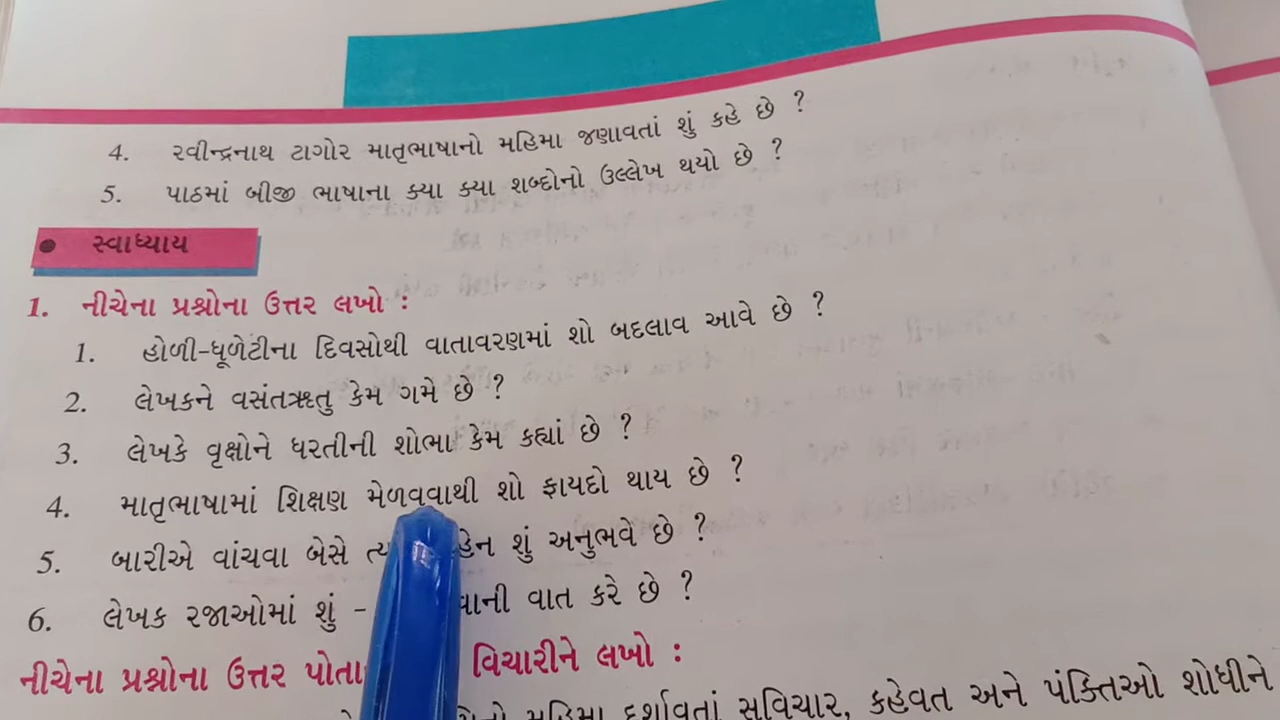 4. રવીન્દ્રનાથ ટાગોર માતૃભાષાનો મહિમા જણાવતાં શું કહે છે ?
5. પાઠમાં બીજી ભાષાના ક્યા ક્યા શબ્દોનો ઉલ્લેખ થયો છે ?
● સ્વાધ્યાય
1. નીચેના પ્રશ્નોના ઉત્તર લખો :
1. હોળી-ધૂળેટીના દિવસોથી વાતાવરણમાં શો બદલાવ આવે છે ?
2. લેખકને વસંતઋતુ કેમ ગમે છે ?
3. લેખકે વૃક્ષોને ધરતીની શોભા કેમ કહ્યાં છે ?
4. માતૃભાષામાં શિક્ષણ મેળવવાથી શો ફાયદો થાય છે ?
5. બારીએ વાંચવા બેસે શું અનુભવે છે ?
6. લેખક રજાઓમાં શું - વાત કરે છે ?
નીચેના પ્રશ્નોના ઉત્તર વિચારીને લખો :
મહિમા દર્શાવતાં સુવિચાર, કહેવત અને પંક્તિઓ શોધીને